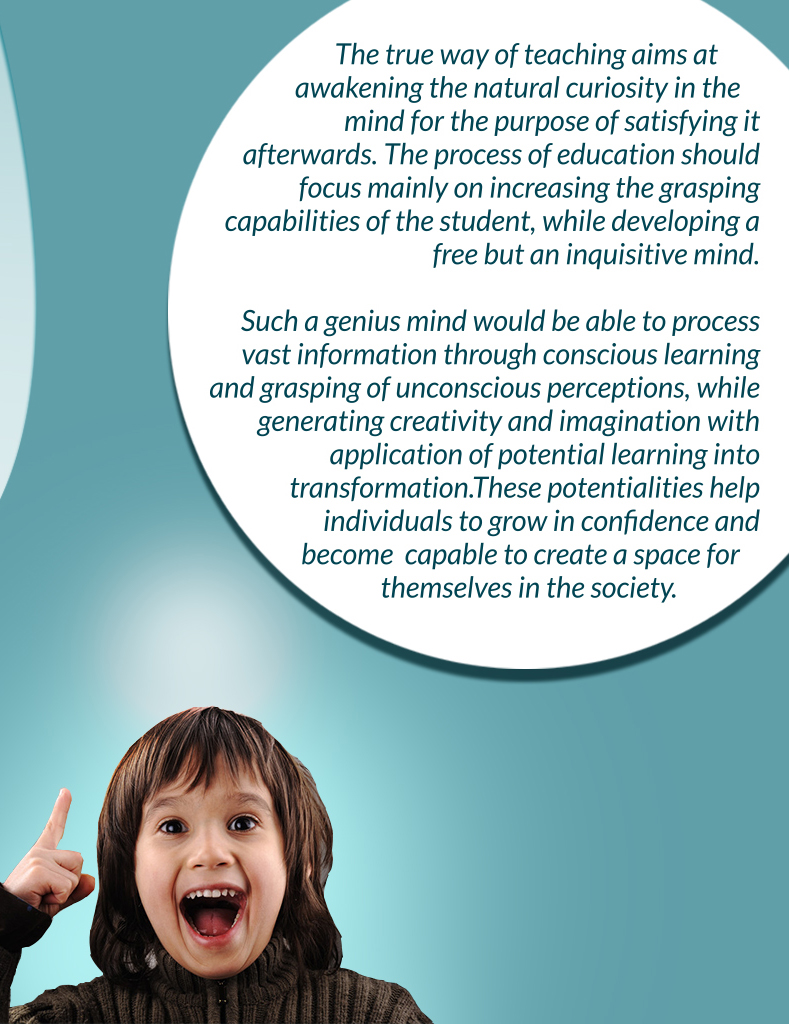 The true way of teaching aims at
awakening the natural curiosity in the
mind for the purpose of satisfying it
afterwards. The process of education should
focus mainly on increasing the grasping
capabilities of the student, while developing a
free but an inquisitive mind.
Such a genius mind would be able to process
vast information through conscious learning
and grasping of unconscious perceptions, while
generating creativity and imagination with
application of potential learning into
transformation.These potentialities help
individuals to grow in confidence and
become  capable to create a space for
themselves in the society.